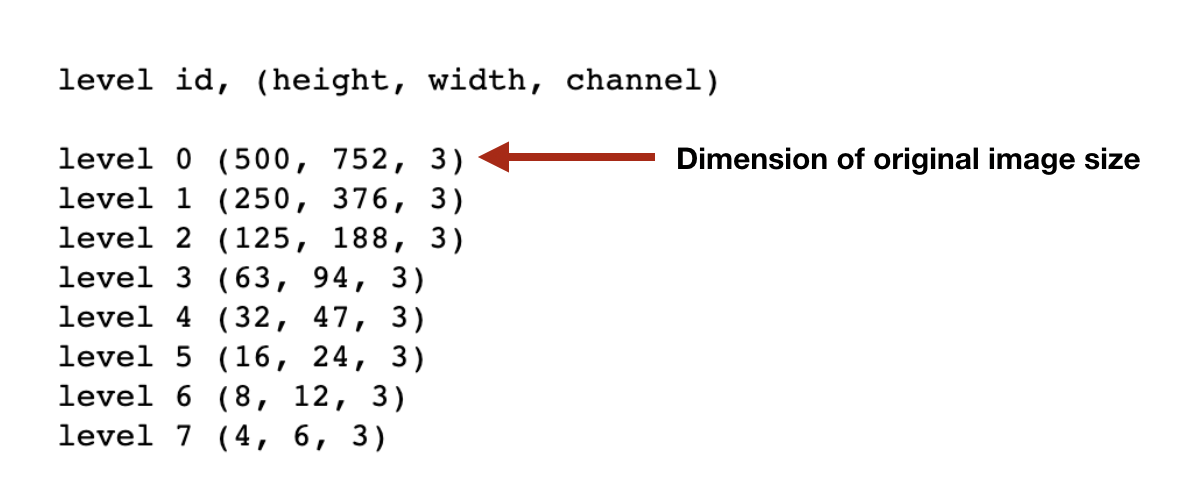 level id, (height, width, channel)
level 0 (500, 752, 3) Dimension of original image size
level 1 (250, 376, 3)
level 2 (125, 188, 3)
level 3 (63, 94, 3)
level 4 (32, 47, 3)
level 5 (16, 24, 3)
level 6 (8, 12, 3)
level 7 (4, 6, 3)